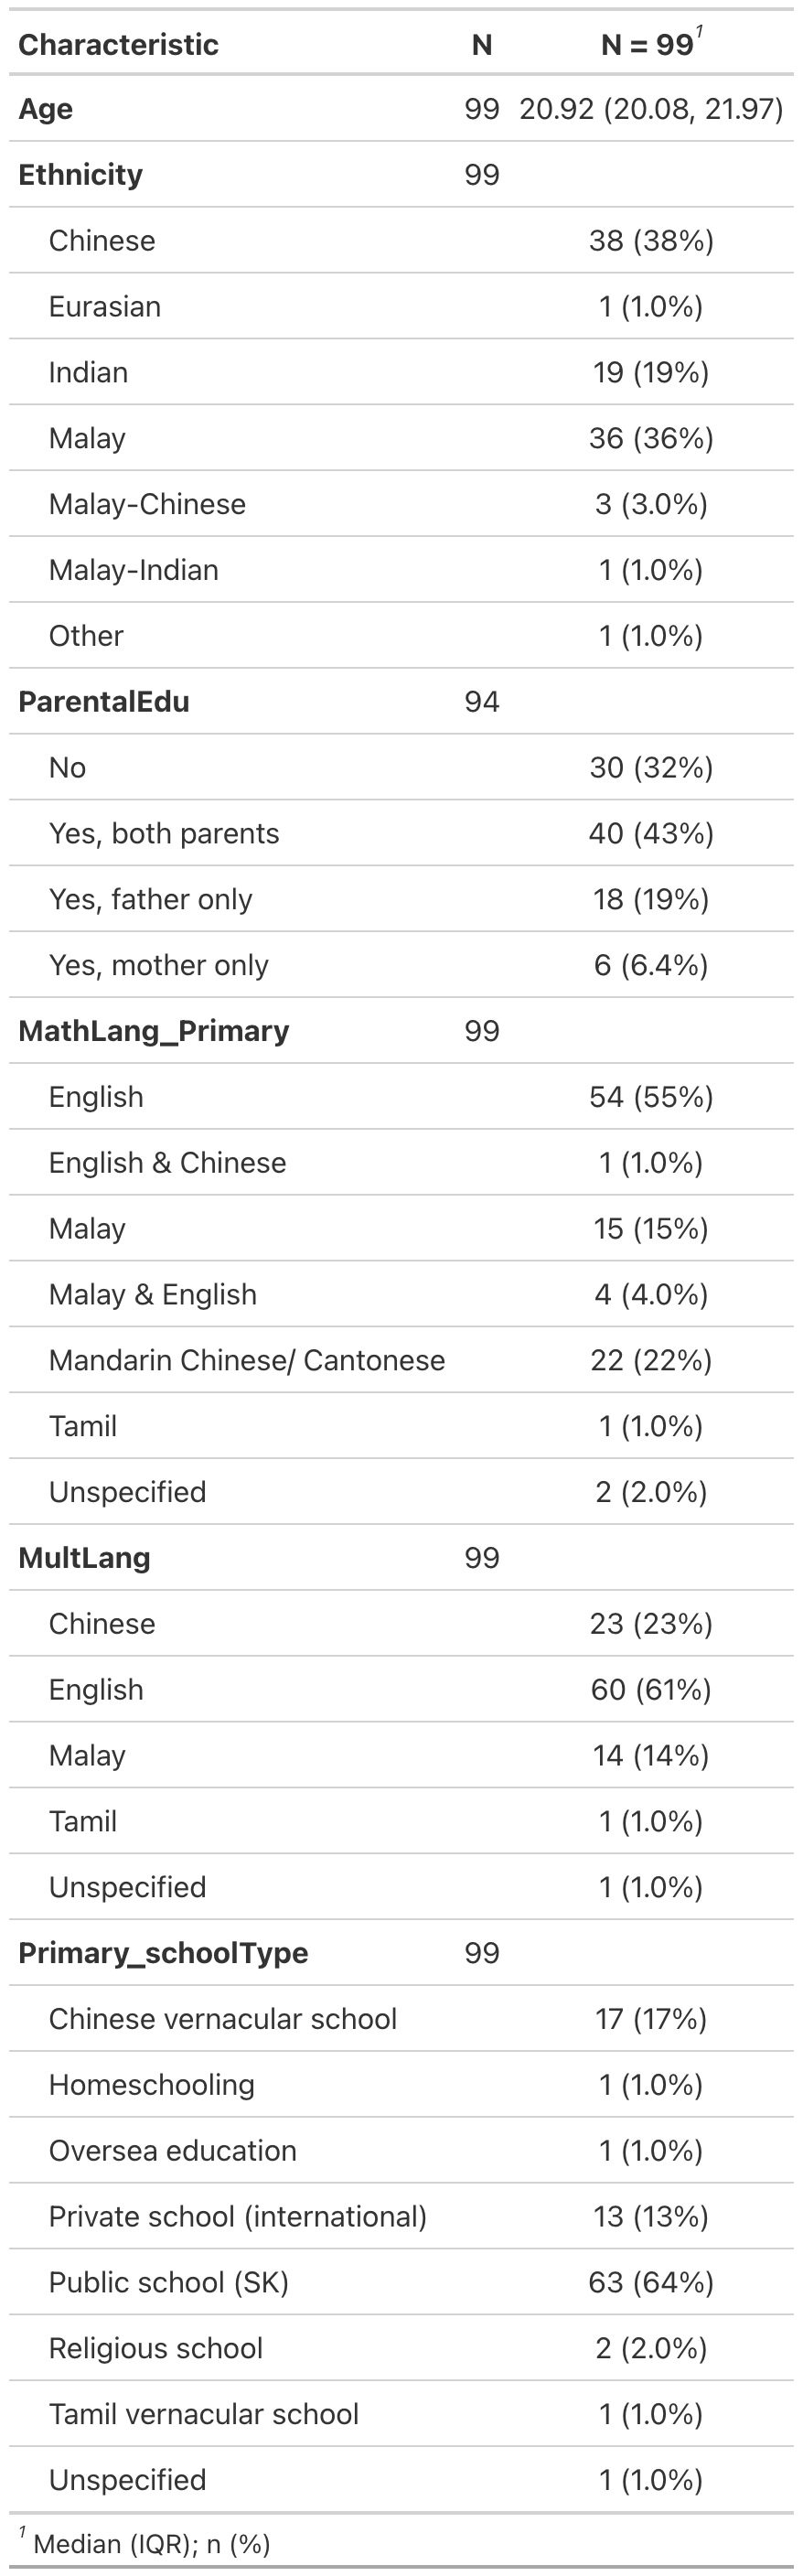 Characteristic N N = 99¹
Age 99 20.92 (20.08, 21.97)
Ethnicity 99
Chinese 38 (38%)
Eurasian 1 (1.0%)
Indian 19 (19%)
Malay 36 (36%)
Malay-Chinese 3 (3.0%)
Malay-Indian 1 (1.0%)
Other 1 (1.0%)
ParentalEdu 94
No 30 (32%)
Yes, both parents 40 (43%)
Yes, father only 18 (19%)
Yes, mother only 6 (6.4%)
MathLang_Primary 99
English 54 (55%)
English & Chinese 1 (1.0%)
Malay 15 (15%)
Malay & English 4 (4.0%)
Mandarin Chinese/ Cantonese 22 (22%)
Tamil 1 (1.0%)
Unspecified 2 (2.0%)
MultLang 99
Chinese 23 (23%)
English 60 (61%)
Malay 14 (14%)
Tamil 1 (1.0%)
Unspecified 1 (1.0%)
Primary_schoolType 99
Chinese vernacular school 17 (17%)
Homeschooling 1 (1.0%)
Oversea education 1 (1.0%)
Private school (international) 13 (13%)
Public school (SK) 63 (64%)
Religious school 2 (2.0%)
Tamil vernacular school 1 (1.0%)
Unspecified 1 (1.0%)
¹ Median (IQR); n (%)